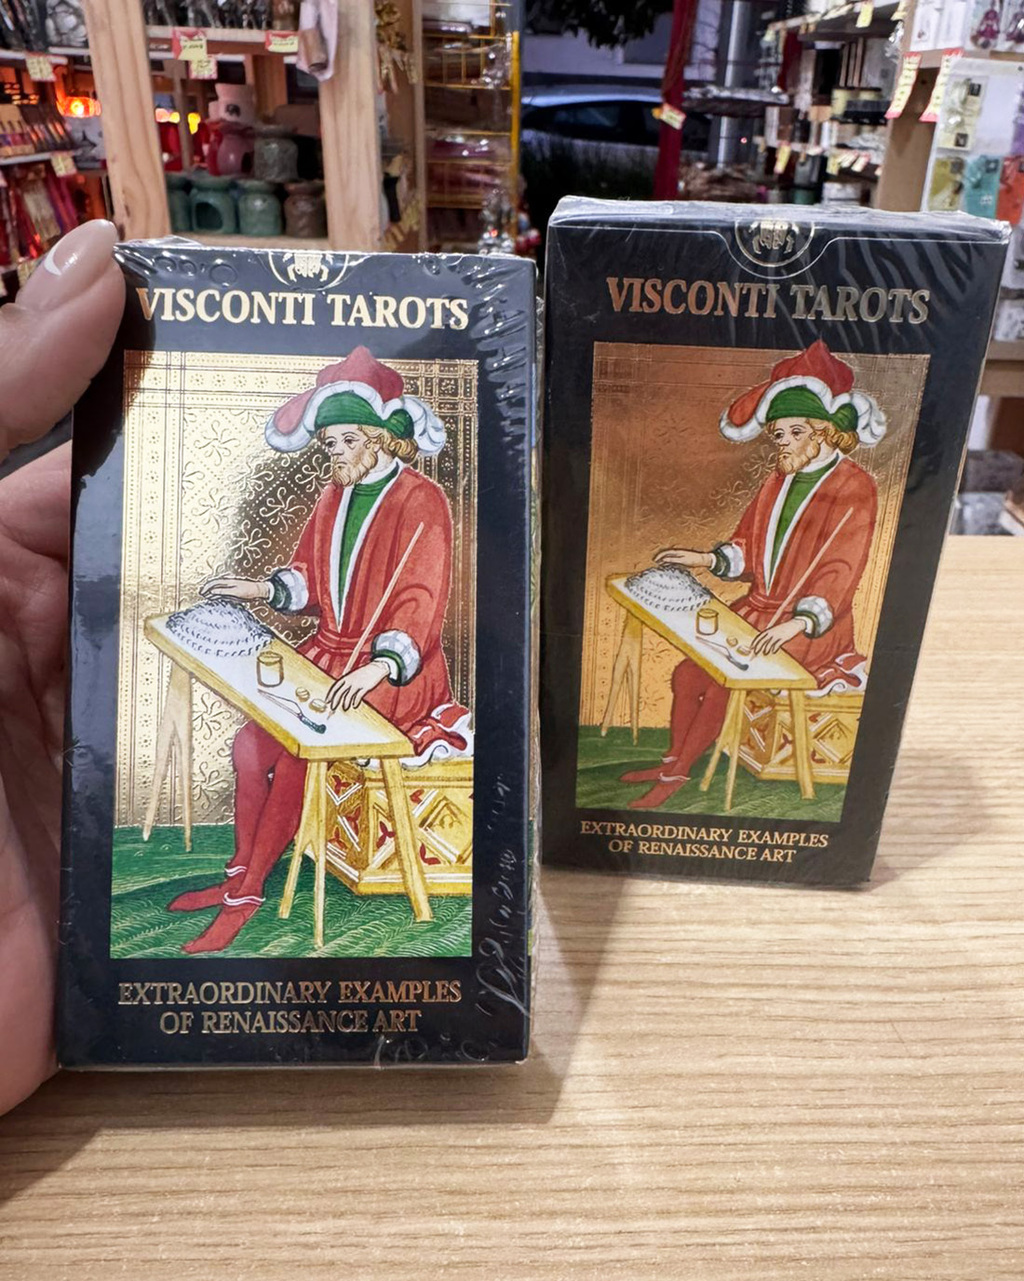 VISCONTI TAROTS
EXTRAORDINARY EXAMPLES
OF RENAISSANCE ART
VISCONTI TAROTS
EXTRAORDINARY EXAMPLES
OF RENAISSANCE ART